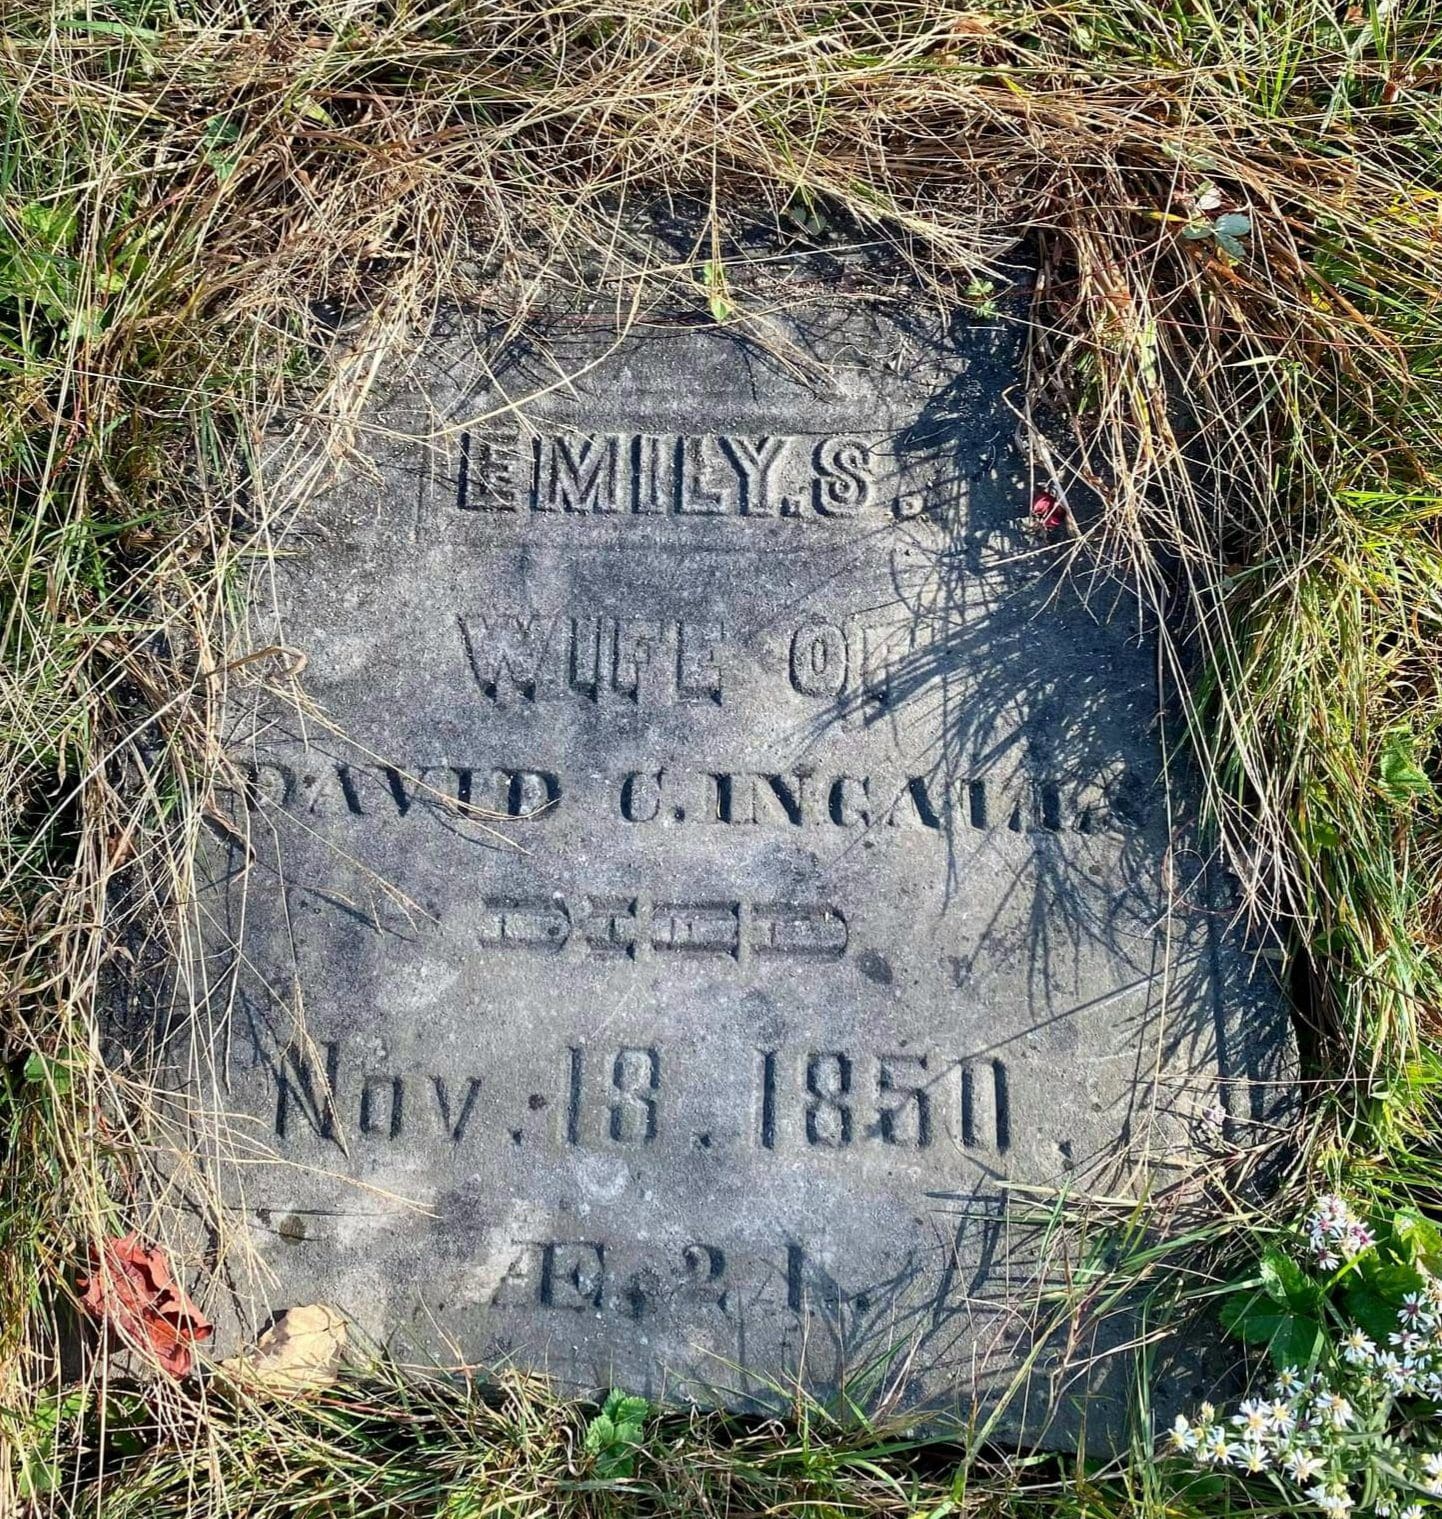 EMILY. S.
WIFE OF
DAVID C. INGALLS
DIED
Nov. 18. 1850.
Æ. 21.